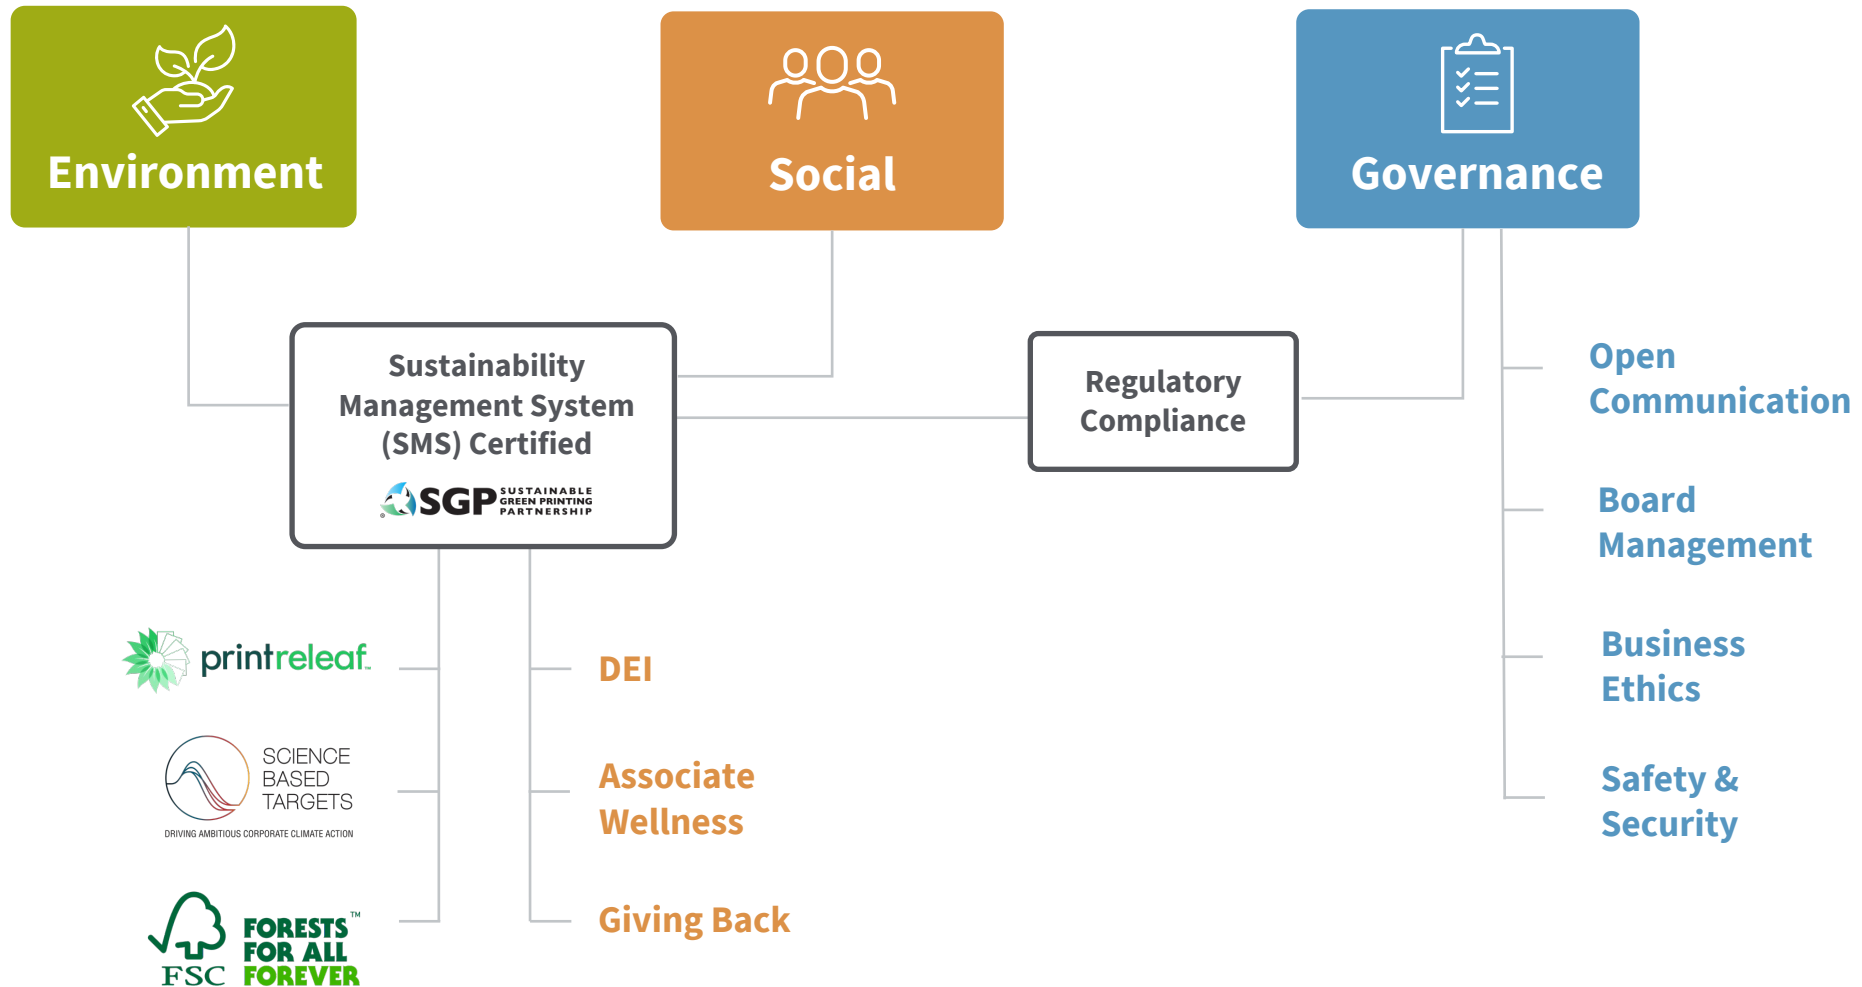 Environment
Social
Governance
Sustainability
Management System
(SMS) Certified
® SGP SUSTAINABLE
GREEN PRINTING
PARTNERSHIP
Regulatory
Compliance
Open
Communication
Board
Management
Business
Ethics
Safety &
Security
printreleaf™
SCIENCE
BASED
TARGETS
DRIVING AMBITIOUS CORPORATE CLIMATE ACTION
FSC
FORESTS™
FOR ALL
FOREVER
DEI
Associate
Wellness
Giving Back